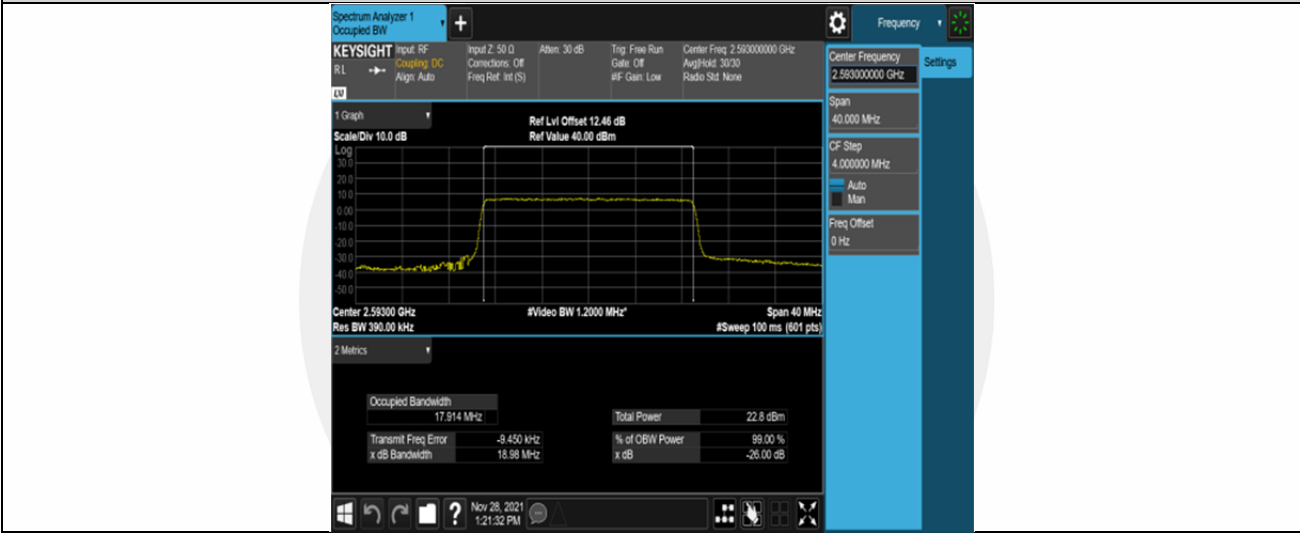 Spectrum Analyzer 1
Occupied BW
+
Frequency
KEYSIGHT
RL
Input: RF
Coupling: DC
Align: Auto
Input Z: 50 Ω
Corrections: Off
Freq Ref: Int (S)
Atten: 30 dB
Trig: Free Run
Gate: Off
#IF Gain: Low
Center Freq: 2.593000000 GHz
Avg|Hold: 30/30
Radio Std: None
1 Graph
Scale/Div 10.0 dB
Ref Lvl Offset 12.46 dB
Ref Value 40.00 dBm
Log
30.0
20.0
10.0
0.00
-10.0
-20.0
-30.0
-40.0
-50.0
Center 2.59300 GHz
Res BW 390.00 kHz
#Video BW 1.2000 MHz*
Span 40 MHz
#Sweep 100 ms (601 pts)
2 Metrics
Occupied Bandwidth
17.914 MHz
Transmit Freq Error -9.450 kHz
x dB Bandwidth 18.98 MHz
Total Power 22.8 dBm
% of OBW Power 99.00 %
x dB -26.00 dB
Center Frequency
2.593000000 GHz
Settings
Span
40.000 MHz
CF Step
4.000000 MHz
Auto
Man
Freq Offset
0 Hz
?
Nov 28, 2021
1:21:32 PM